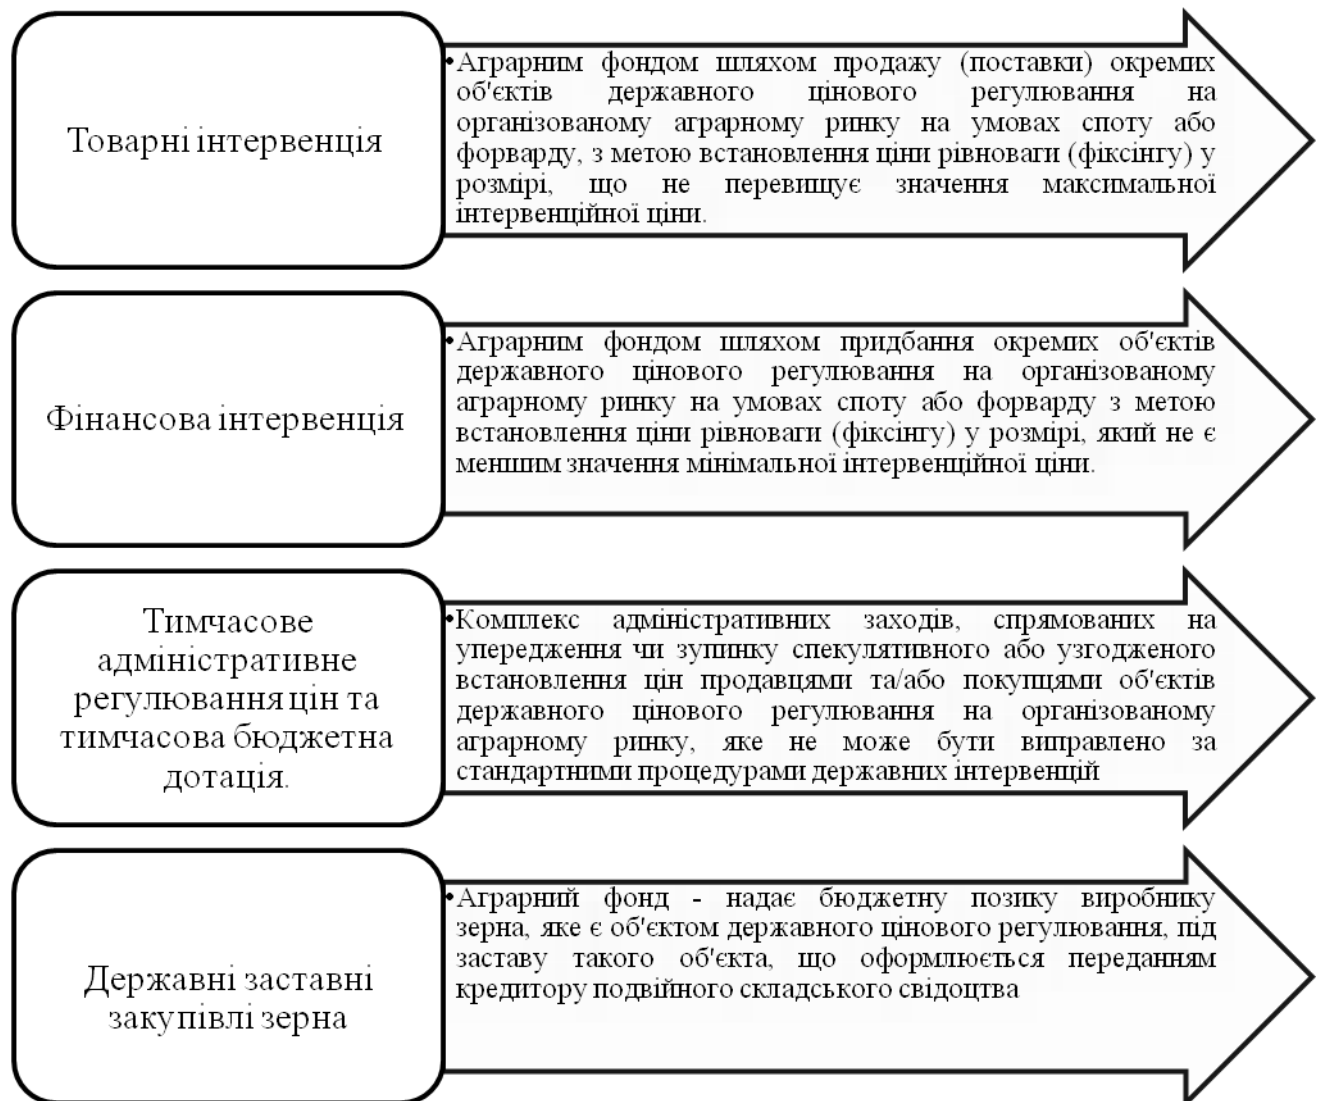 Товарні інтервенція
•Аграрним фондом шляхом продажу (поставки) окремих
об'єктів державного цінового регулювання на
організованому аграрному ринку на умовах споту або
форварду, з метою встановлення ціни рівноваги (фіксінгу) у
розмірі, що не перевищує значення максимальної
інтервенційної ціни.
Фінансова інтервенція
•Аграрним фондом шляхом придбання окремих об'єктів
державного цінового регулювання на організованому
аграрному ринку на умовах споту або форварду з метою
встановлення ціни рівноваги (фіксінгу) у розмірі, який не є
меншим значення мінімальної інтервенційної ціни.
Тимчасове
адміністративне
регулювання цін та
тимчасова бюджетна
дотація.
•Комплекс адміністративних заходів, спрямованих на
упередження чи зупинку спекулятивного або узгодженого
встановлення цін продавцями та/або покупцями об'єктів
державного цінового регулювання на організованому
аграрному ринку, яке не може бути виправлено за
стандартними процедурами державних інтервенцій
Державні заставні
закупівлі зерна
•Аграрний фонд - надає бюджетну позику виробнику
зерна, яке є об'єктом державного цінового регулювання, під
заставу такого об'єкта, що оформлюється переданням
кредитору подвійного складського свідоцтва